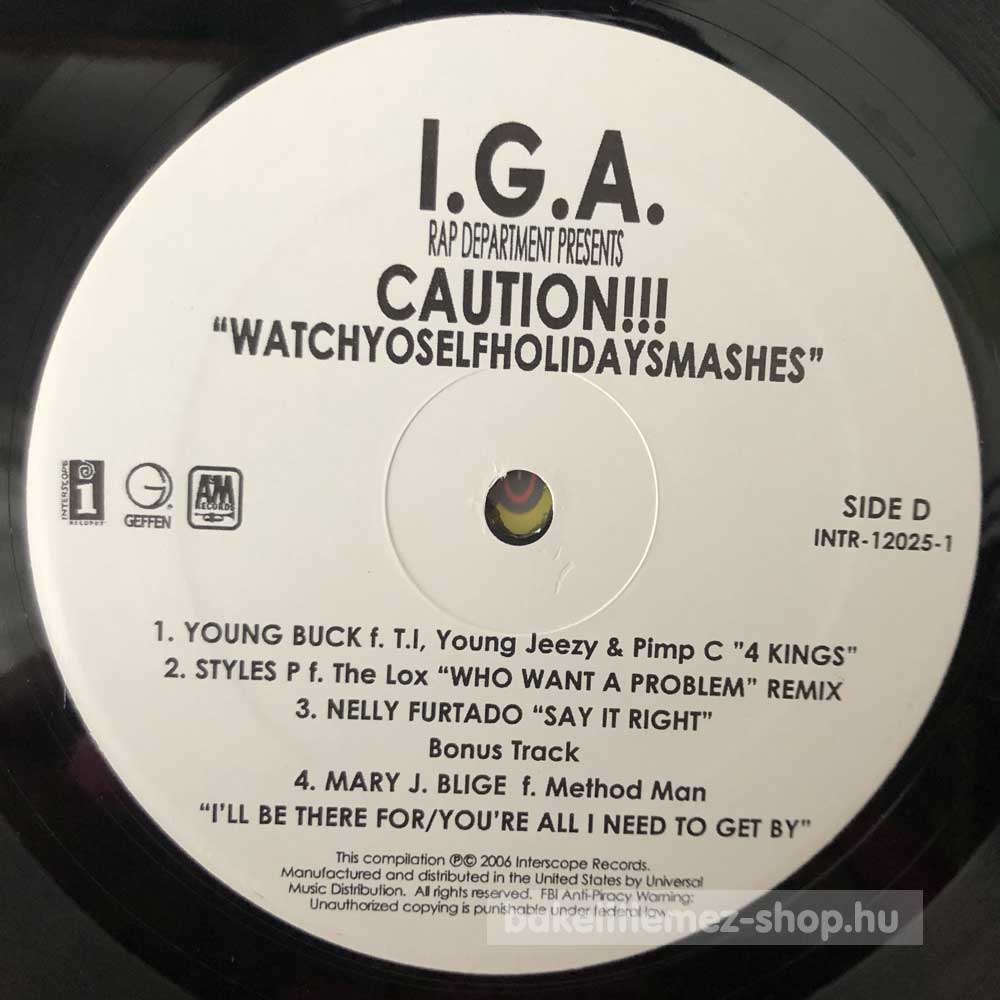 I.G.A.
RAP DEPARTMENT PRESENTS
CAUTION!!!
“WATCHYOSELFHOLIDAYSMASHES”
INTERSCOPE
i
RECORDS
G
GEFFEN
A&M
RECORDS
SIDE D
INTR-12025-1
1. YOUNG BUCK f. T.I, Young Jeezy & Pimp C "4 KINGS"
2. STYLES P f. The Lox “WHO WANT A PROBLEM” REMIX
3. NELLY FURTADO “SAY IT RIGHT”
Bonus Track
4. MARY J. BLIGE f. Method Man
“I'LL BE THERE FOR/YOU'RE ALL I NEED TO GET BY”
This compilation ℗© 2006 Interscope Records.
Manufactured and distributed in the United States by Universal
Music Distribution. All rights reserved. FBI Anti-Piracy Warning:
Unauthorized copying is punishable under federal law.
bakelitlemez-shop.hu